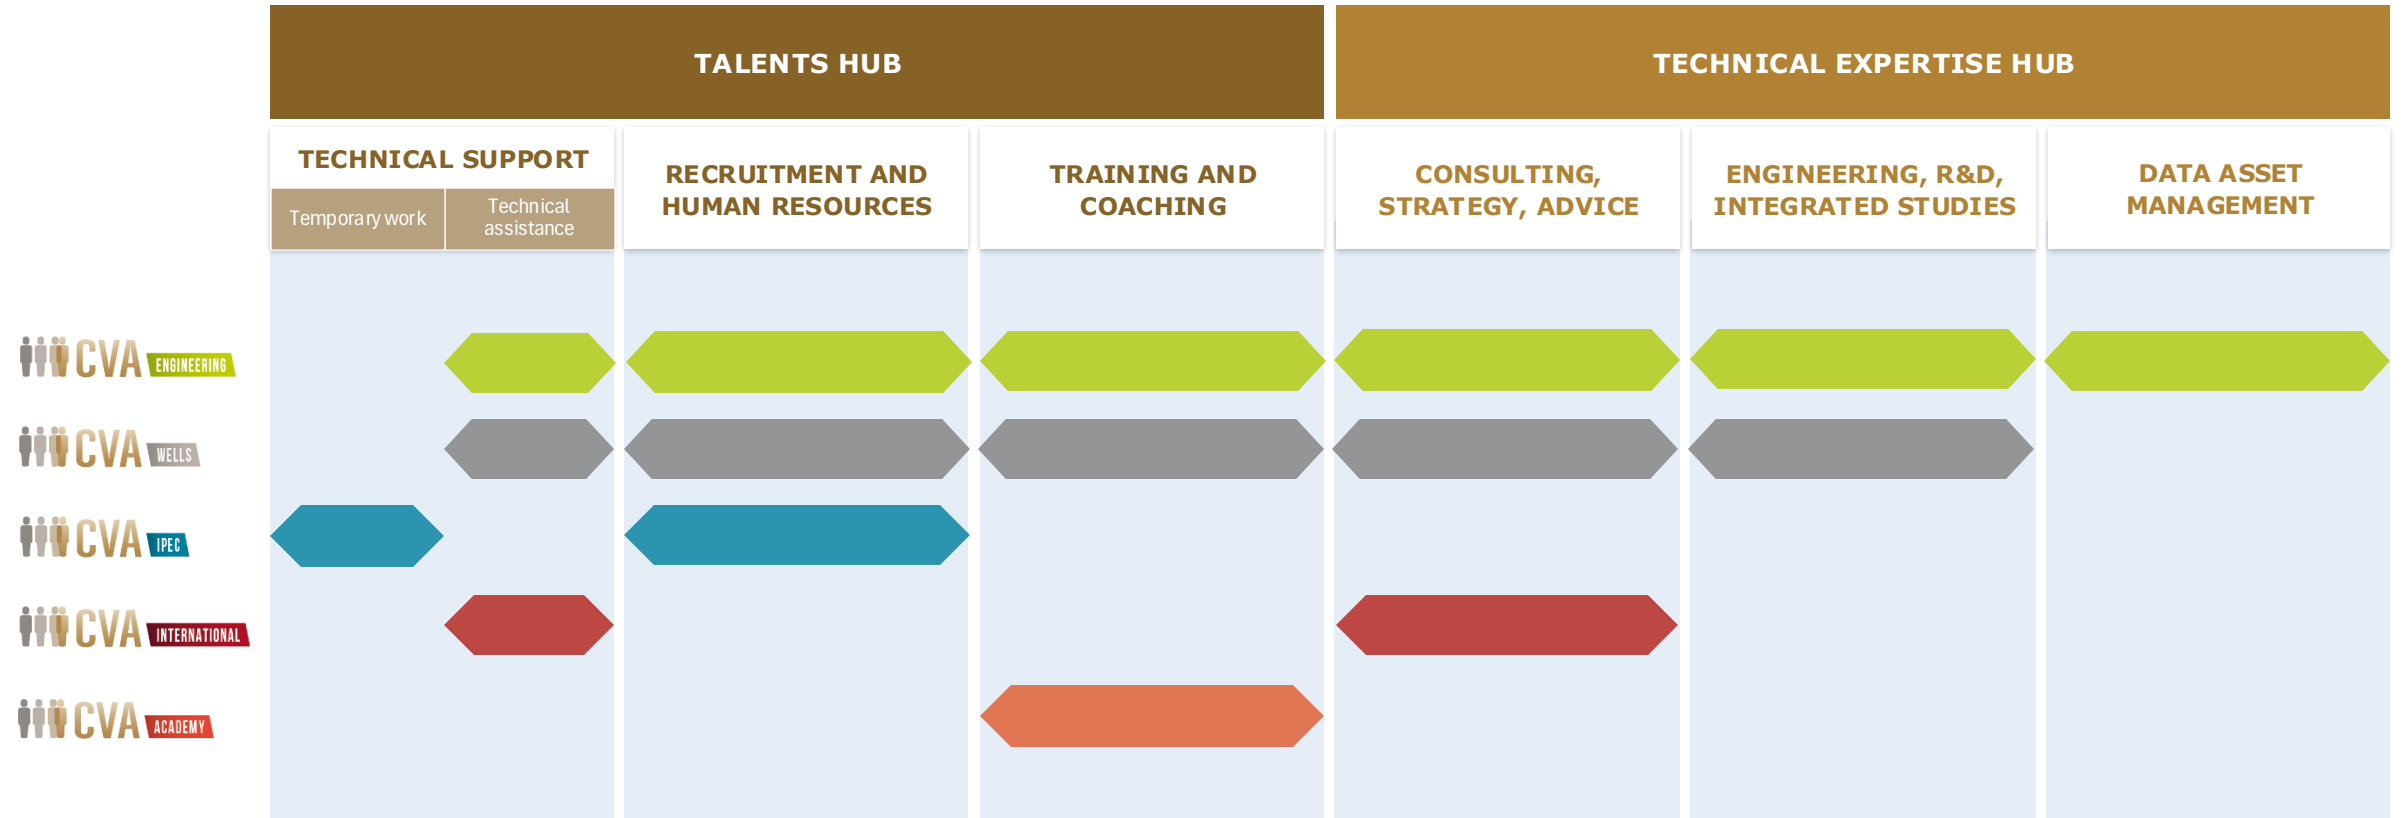 TALENTS HUB
TECHNICAL EXPERTISE HUB
TECHNICAL SUPPORT
Temporary work
Technical
assistance
RECRUITMENT AND
HUMAN RESOURCES
TRAINING AND
COACHING
CONSULTING,
STRATEGY, ADVICE
ENGINEERING, R&D,
INTEGRATED STUDIES
DATA ASSET
MANAGEMENT
CVA ENGINEERING
CVA WELLS
CVA IPEC
CVA INTERNATIONAL
CVA ACADEMY